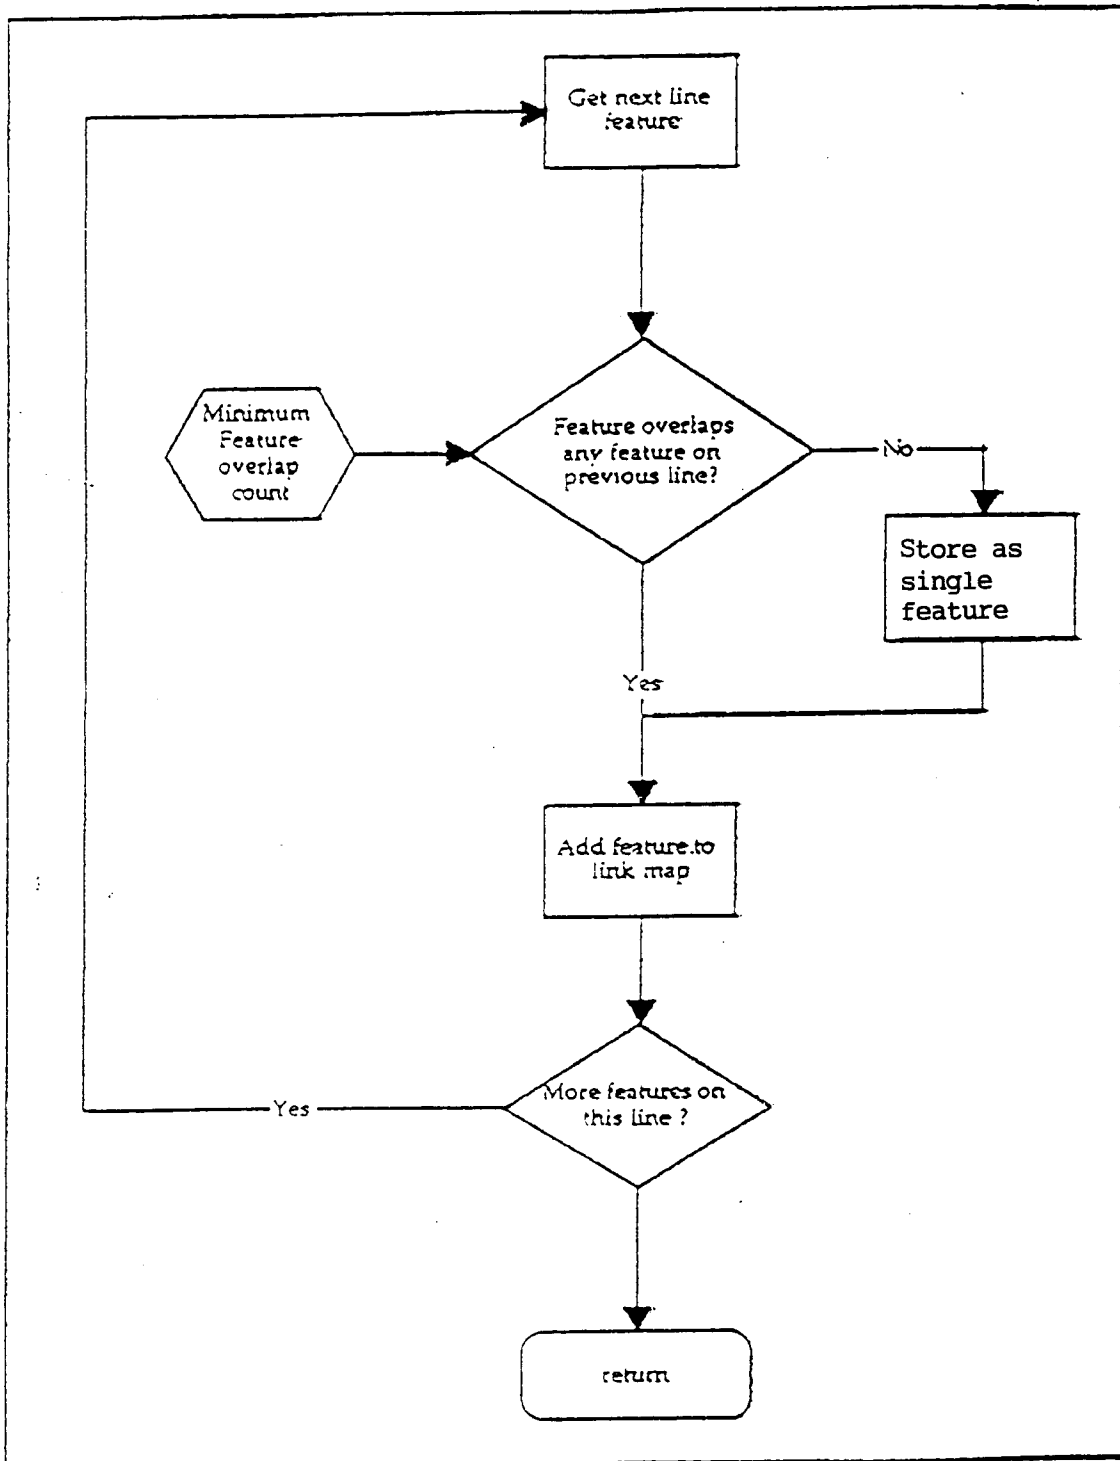 Get next line
feature
Minimum
Feature
overlap
count
Feature overlaps
any feature on
previous line?
No
Store as
single
feature
Yes
Add feature to
link map
More features on
this line ?
Yes
return